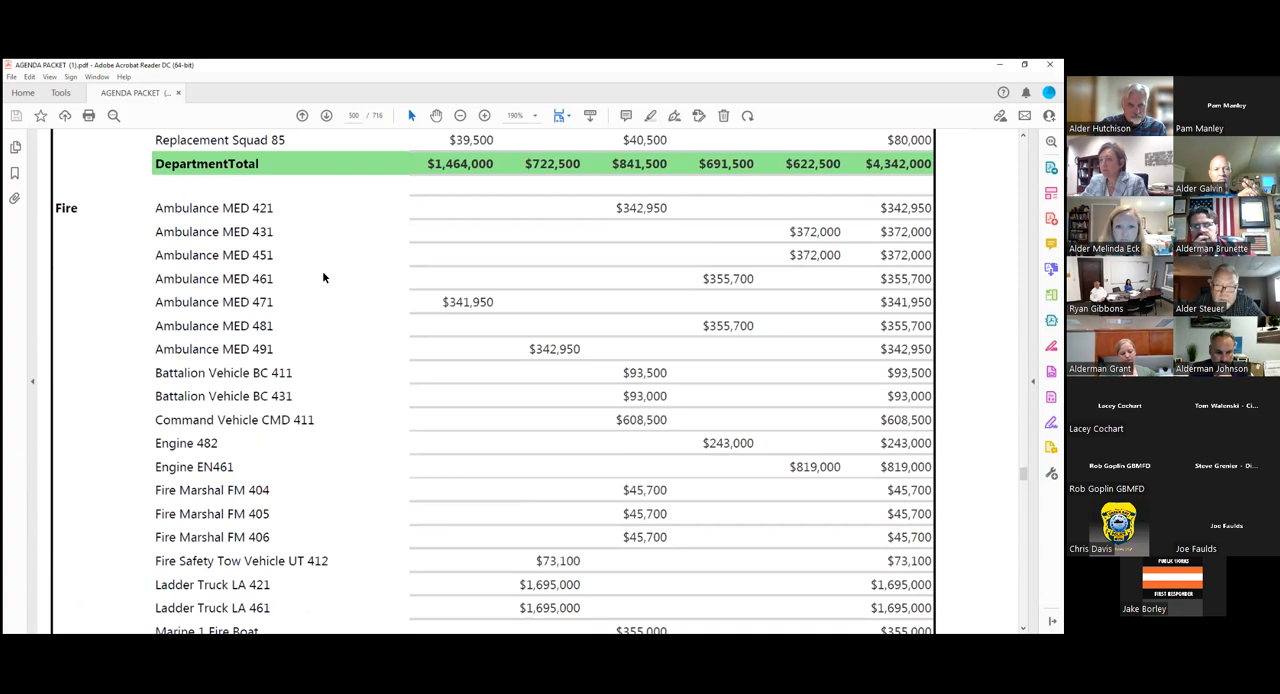 AGENDA PACKET (1).pdf - Adobe Acrobat Reader DC (64-bit)
File Edit View Sign Window Help
Home Tools AGENDA PACKET (... ×
500 / 716 190%
Replacement Squad 85 $39,500 $40,500 $80,000
DepartmentTotal $1,464,000 $722,500 $841,500 $691,500 $622,500 $4,342,000
Fire Ambulance MED 421 $342,950 $342,950
Ambulance MED 431 $372,000 $372,000
Ambulance MED 451 $372,000 $372,000
Ambulance MED 461 $355,700 $355,700
Ambulance MED 471 $341,950 $341,950
Ambulance MED 481 $355,700 $355,700
Ambulance MED 491 $342,950 $342,950
Battalion Vehicle BC 411 $93,500 $93,500
Battalion Vehicle BC 431 $93,000 $93,000
Command Vehicle CMD 411 $608,500 $608,500
Engine 482 $243,000 $243,000
Engine EN461 $819,000 $819,000
Fire Marshal FM 404 $45,700 $45,700
Fire Marshal FM 405 $45,700 $45,700
Fire Marshal FM 406 $45,700 $45,700
Fire Safety Tow Vehicle UT 412 $73,100 $73,100
Ladder Truck LA 421 $1,695,000 $1,695,000
Ladder Truck LA 461 $1,695,000 $1,695,000
Marine 1 Fire Boat $355,000 $355,000
Pam Manley
Alder Hutchison Pam Manley
Alder Galvin
Alder Melinda Eck Alderman Brunette
Ryan Gibbons Alder Steuer
Alderman Grant Alderman Johnson
Lacey Cochart Tom Walenski - Ci...
Lacey Cochart
Rob Goplin GBMFD Steve Grenier - Di...
Rob Goplin GBMFD
Joe Faulds
Chris Davis Joe Faulds
PUBLIC WORKS
FIRST RESPONDER
Jake Borley